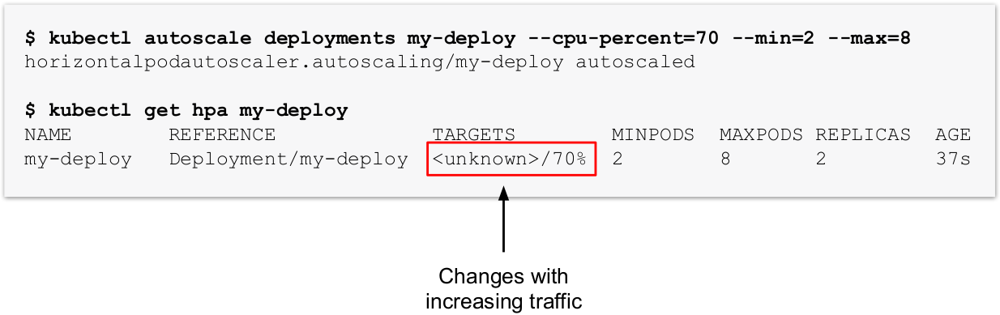 $ kubectl autoscale deployments my-deploy --cpu-percent=70 --min=2 --max=8
horizontalpodautoscaler.autoscaling/my-deploy autoscaled
$ kubectl get hpa my-deploy
NAME REFERENCE TARGETS MINPODS MAXPODS REPLICAS AGE
my-deploy Deployment/my-deploy <unknown>/70% 2 8 2 37s
Changes with
increasing traffic